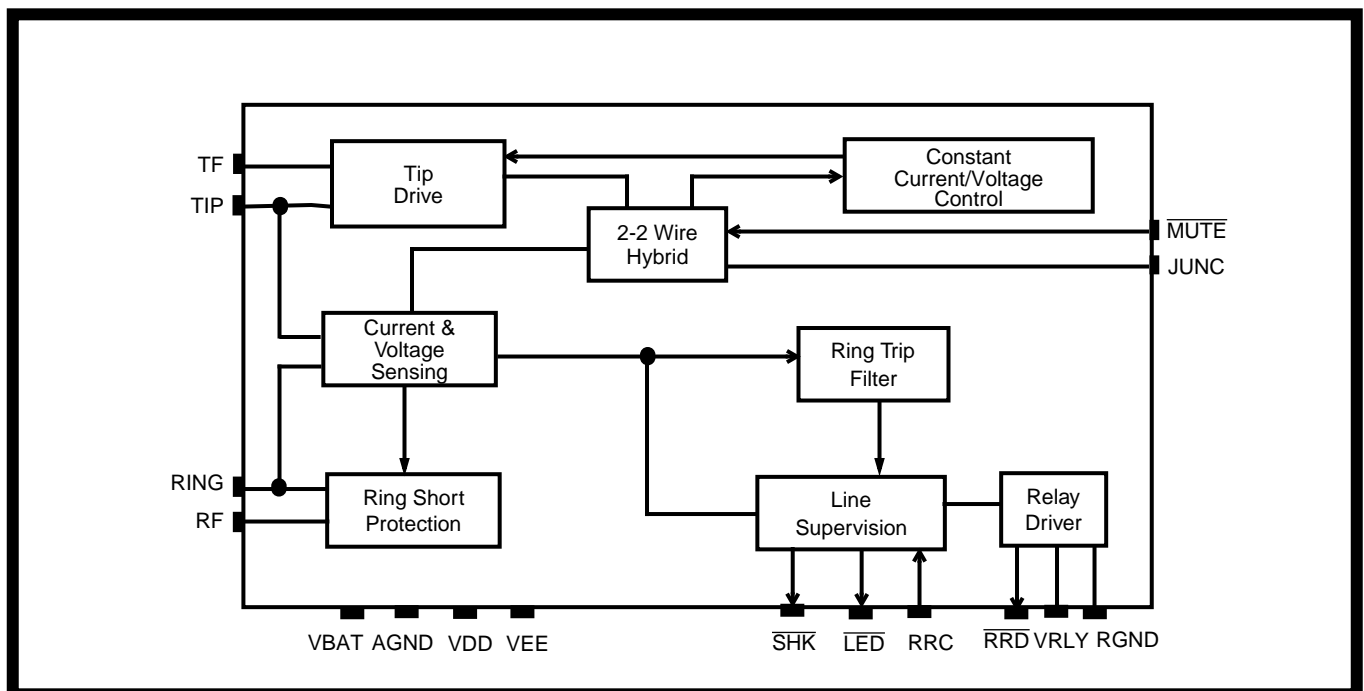 TF
Tip
Drive
Constant
Current/Voltage
Control
TIP
2-2 Wire
Hybrid
MUTE
JUNC
Current &
Voltage
Sensing
Ring Trip
Filter
RING
RF
Ring Short
Protection
Line
Supervision
Relay
Driver
VBAT AGND VDD VEE SHK LED RRC RRD VRLY RGND